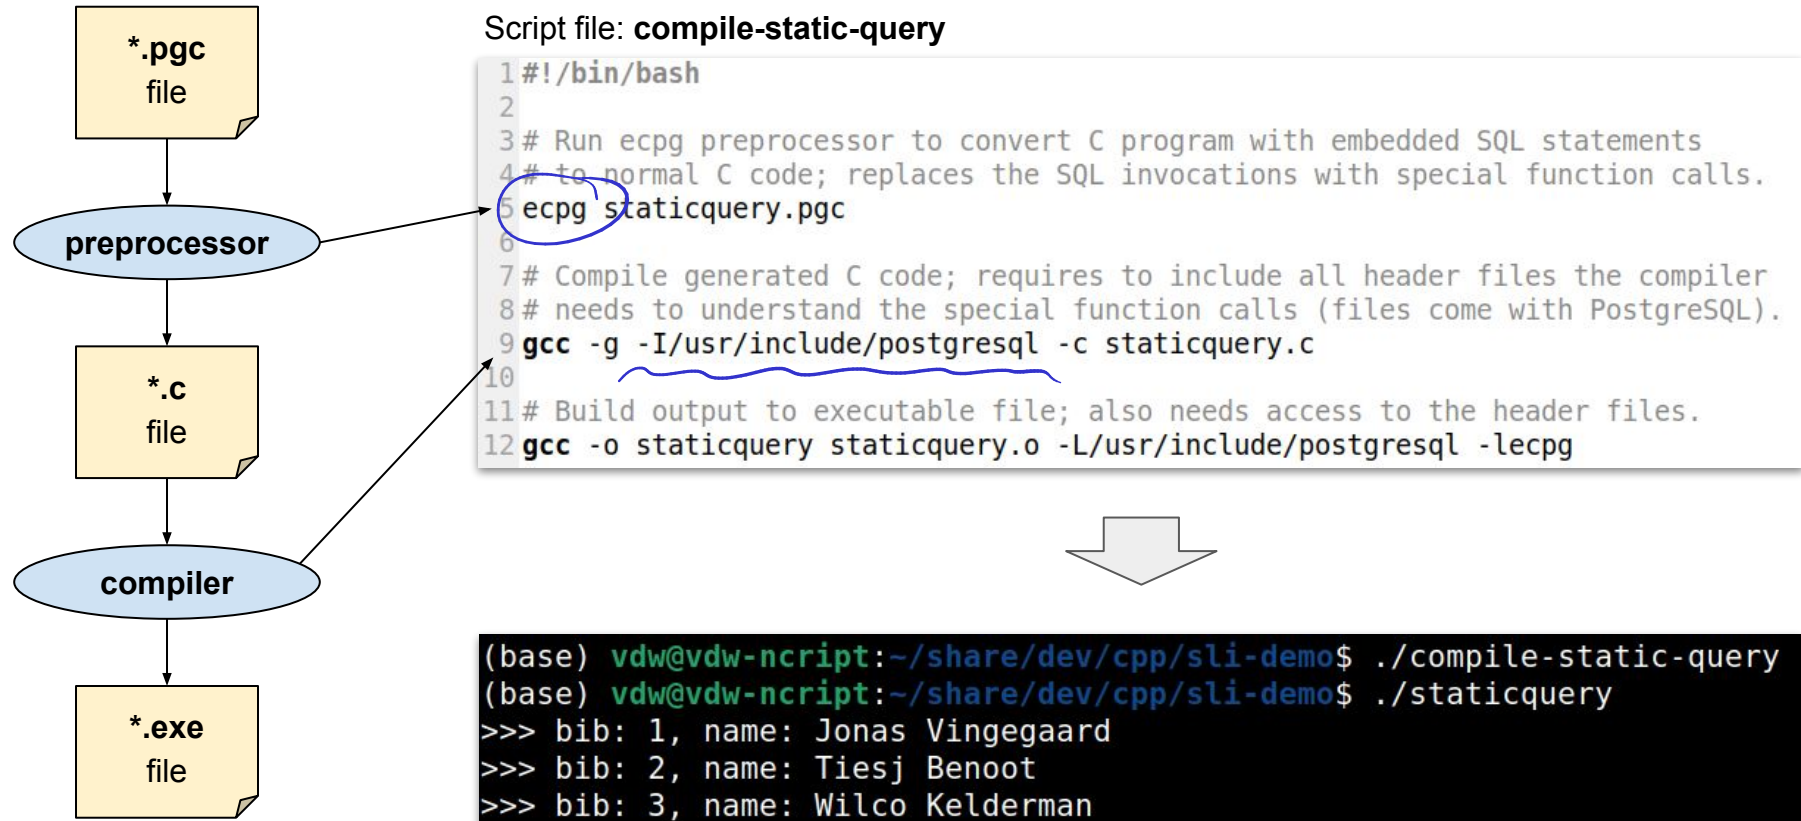 *.pgc
file
preprocessor
*.c
file
compiler
*.exe
file
Script file: compile-static-query
1 #!/bin/bash
2
3 # Run ecpg preprocessor to convert C program with embedded SQL statements
4 # to normal C code; replaces the SQL invocations with special function calls.
5 ecpg staticquery.pgc
6
7 # Compile generated C code; requires to include all header files the compiler
8 # needs to understand the special function calls (files come with PostgreSQL).
9 gcc -g -I/usr/include/postgresql -c staticquery.c
10
11 # Build output to executable file; also needs access to the header files.
12 gcc -o staticquery staticquery.o -L/usr/include/postgresql -lecpg
(base) vdw@vdw-ncript:~/share/dev/cpp/sli-demo$ ./compile-static-query
(base) vdw@vdw-ncript:~/share/dev/cpp/sli-demo$ ./staticquery
>>> bib: 1, name: Jonas Vingegaard
>>> bib: 2, name: Tiesj Benoot
>>> bib: 3, name: Wilco Kelderman